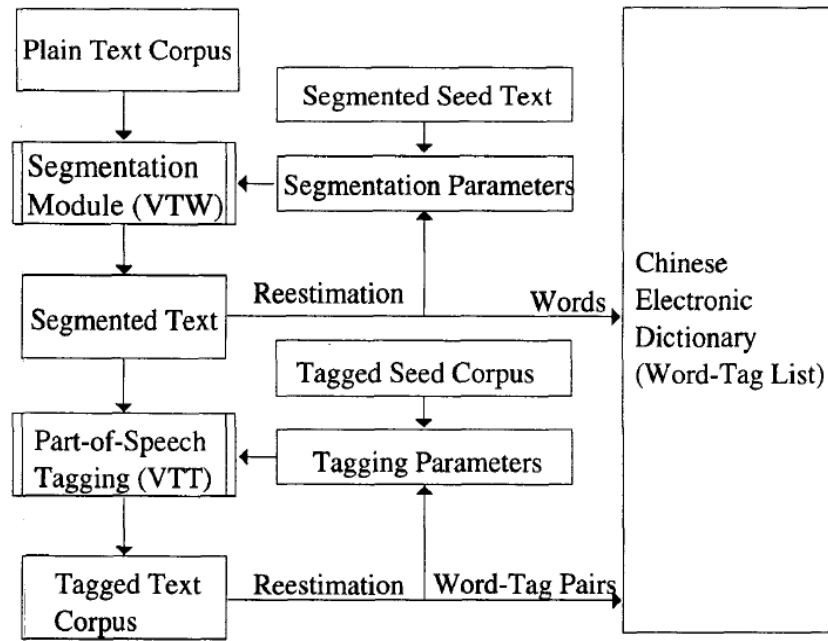 Plain Text Corpus
Segmented Seed Text
Segmentation
Module (VTW)
Segmentation Parameters
Reestimation
Words
Segmented Text
Chinese
Electronic
Dictionary
(Word-Tag List)
Tagged Seed Corpus
Part-of-Speech
Tagging (VTT)
Tagging Parameters
Tagged Text
Corpus
Reestimation
Word-Tag Pairs